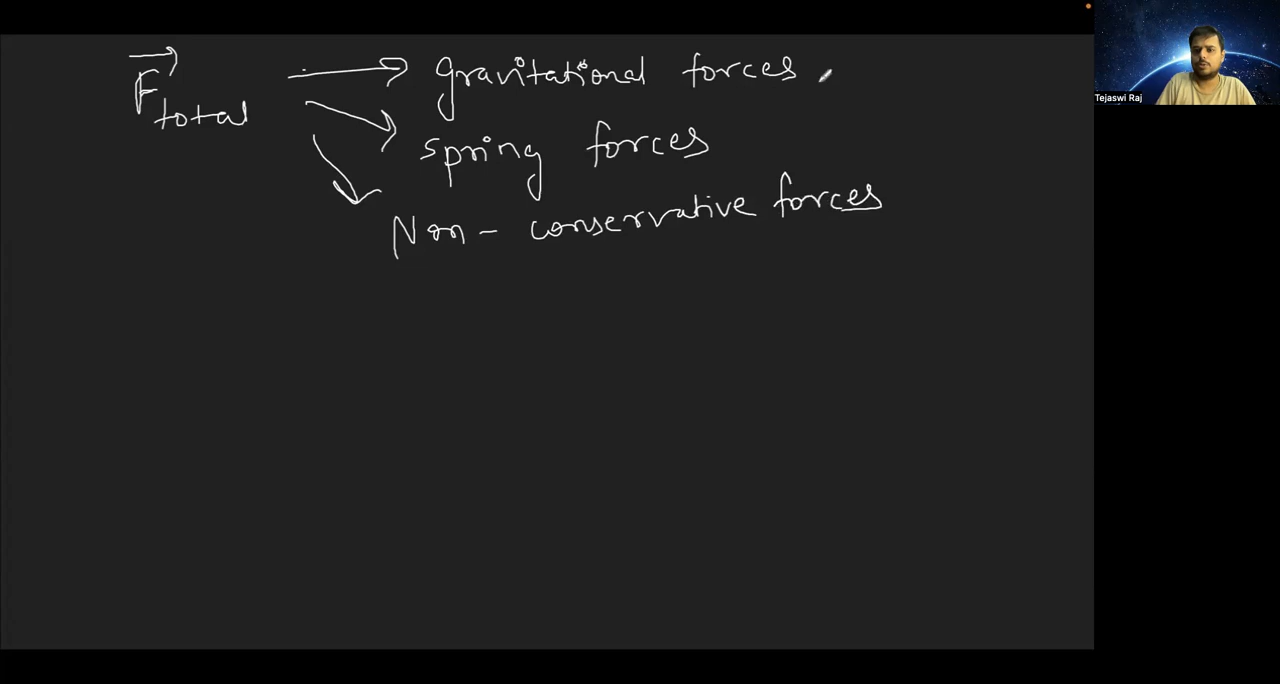 F total → gravitational forces
spring forces
Non - conservative forces
Tejaswi Raj